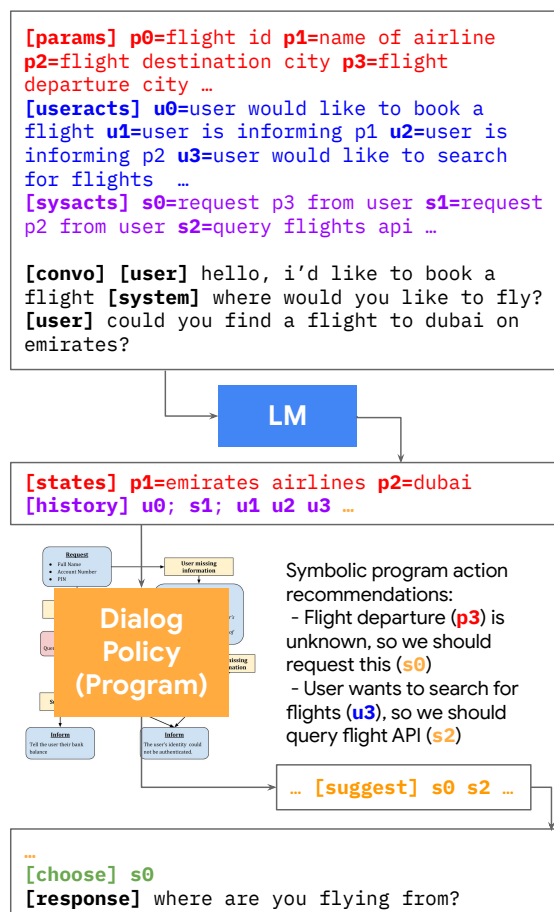 [params] p0=flight id p1=name of airline
p2=flight destination city p3=flight
departure city …
[useracts] u0=user would like to book a
flight u1=user is informing p1 u2=user is
informing p2 u3=user would like to search
for flights …
[sysacts] s0=request p3 from user s1=request
p2 from user s2=query flights api …
[convo] [user] hello, i’d like to book a
flight [system] where would you like to fly?
[user] could you find a flight to dubai on
emirates?
LM
[states] p1=emirates airlines p2=dubai
[history] u0; s1; u1 u2 u3 …
Request
• Full Name
• Account Number
• PIN
User missing
information
Dialog
Policy
(Program)
Inform
Tell the user their bank
balance
Inform
The user's identity could
not be authenticated.
Symbolic program action
recommendations:
- Flight departure (p3) is
unknown, so we should
request this (s0)
- User wants to search for
flights (u3), so we should
query flight API (s2)
… [suggest] s0 s2 …
…
[choose] s0
[response] where are you flying from?